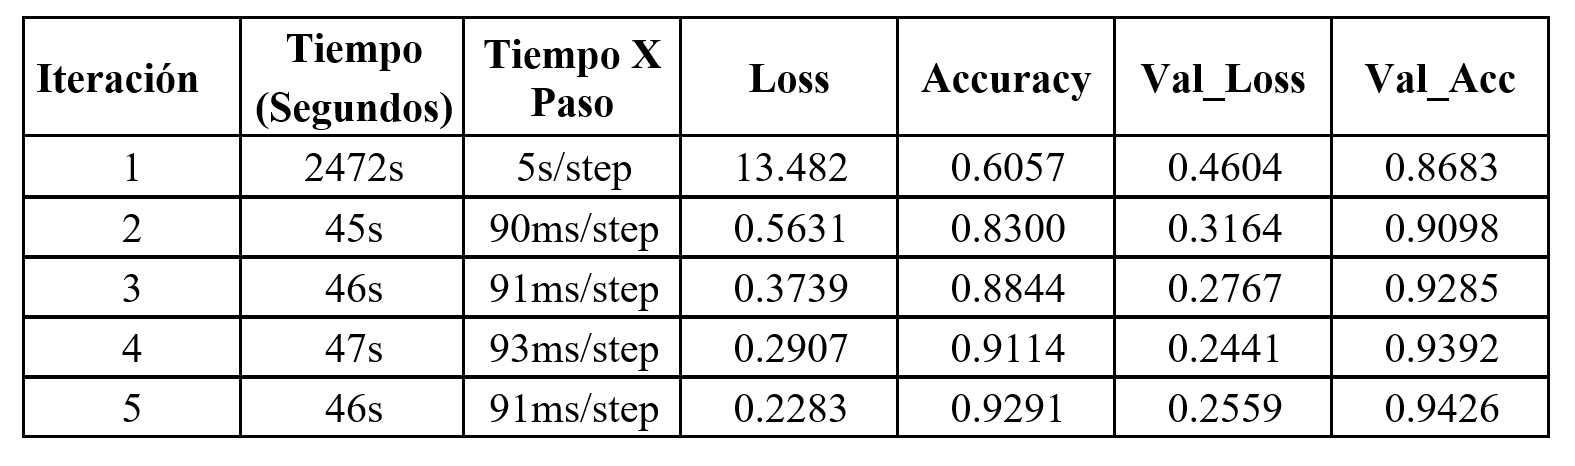 Iteración Tiempo (Segundos) Tiempo X Paso Loss Accuracy Val_Loss Val_Acc
1 2472s 5s/step 13.482 0.6057 0.4604 0.8683
2 45s 90ms/step 0.5631 0.8300 0.3164 0.9098
3 46s 91ms/step 0.3739 0.8844 0.2767 0.9285
4 47s 93ms/step 0.2907 0.9114 0.2441 0.9392
5 46s 91ms/step 0.2283 0.9291 0.2559 0.9426